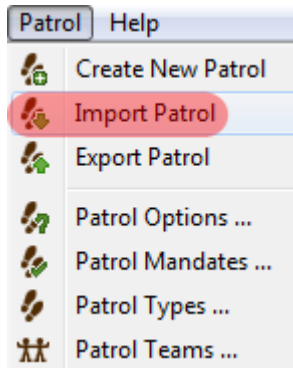 Patrol Help
Create New Patrol
Import Patrol
Export Patrol
Patrol Options ...
Patrol Mandates ...
Patrol Types ...
Patrol Teams ...